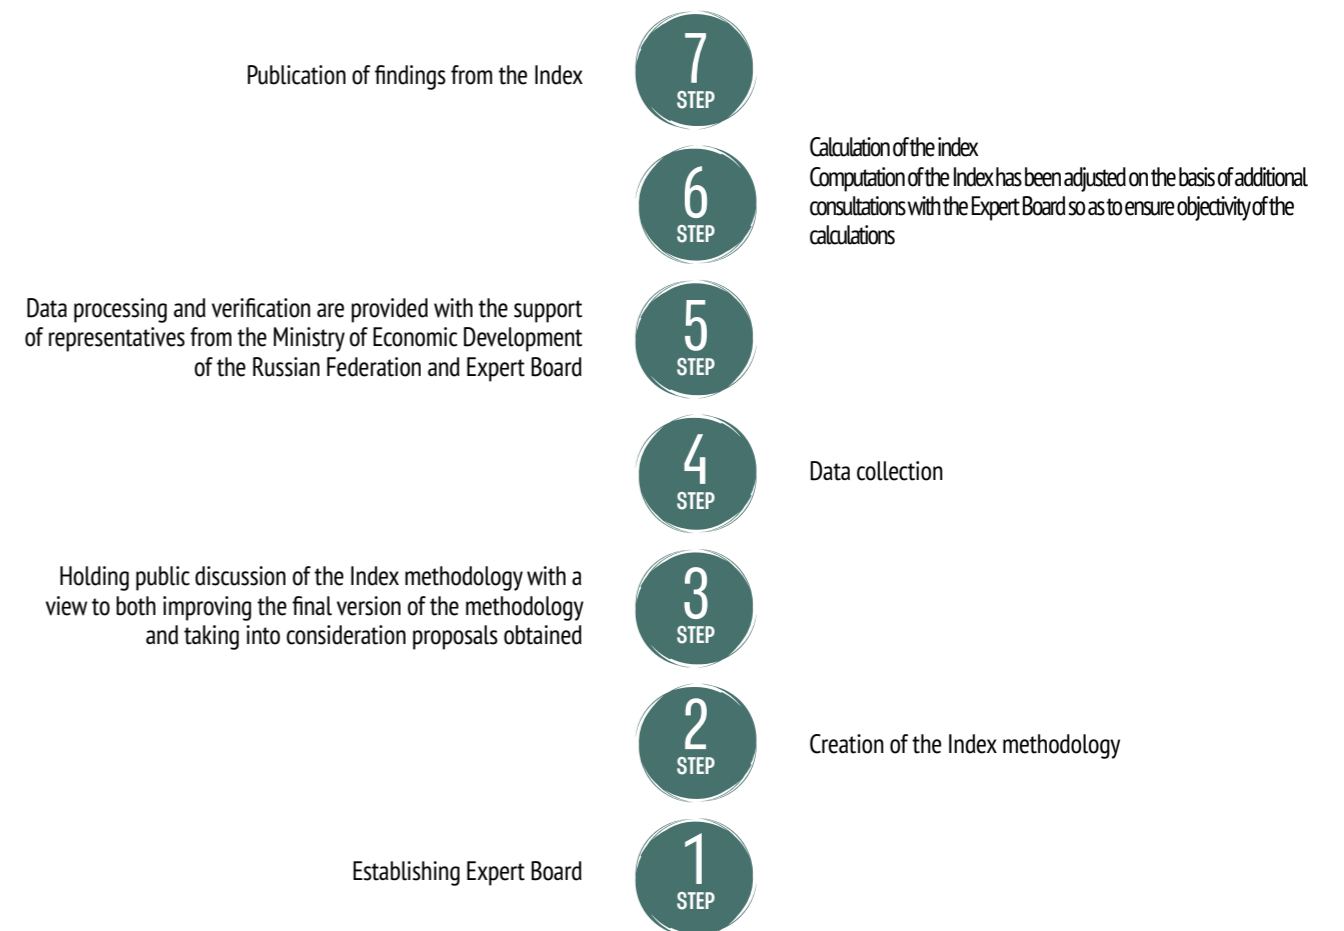 Publication of findings from the Index
7
STEP
Calculation of the index
Computation of the Index has been adjusted on the basis of additional
consultations with the Expert Board so as to ensure objectivity of the
calculations
6
STEP
Data processing and verification are provided with the support
of representatives from the Ministry of Economic Development
of the Russian Federation and Expert Board
5
STEP
4
STEP
Data collection
Holding public discussion of the Index methodology with a
view to both improving the final version of the methodology
and taking into consideration proposals obtained
3
STEP
2
STEP
Creation of the Index methodology
Establishing Expert Board
1
STEP